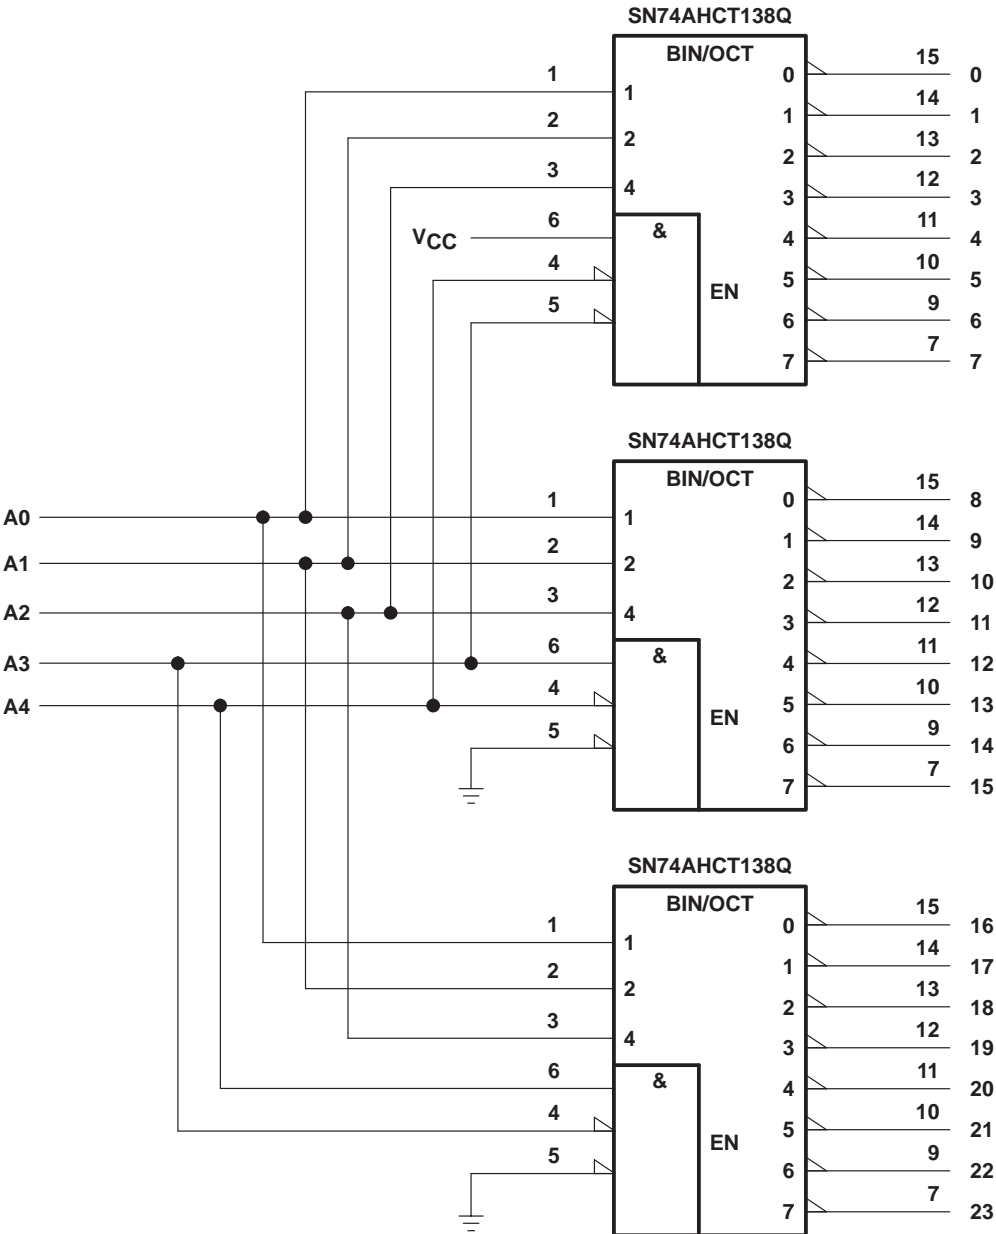 SN74AHCT138Q
BIN/OCT
1 1
2 2
3 4
VCC 6 &
4
5
EN
0 15 0
1 14 1
2 13 2
3 12 3
4 11 4
5 10 5
6 9 6
7 7 7
A0
A1
A2
A3
A4
SN74AHCT138Q
BIN/OCT
1 1
2 2
3 4
6 &
4
5
EN
0 15 8
1 14 9
2 13 10
3 12 11
4 11 12
5 10 13
6 9 14
7 7 15
SN74AHCT138Q
BIN/OCT
1 1
2 2
3 4
6 &
4
5
EN
0 15 16
1 14 17
2 13 18
3 12 19
4 11 20
5 10 21
6 9 22
7 7 23